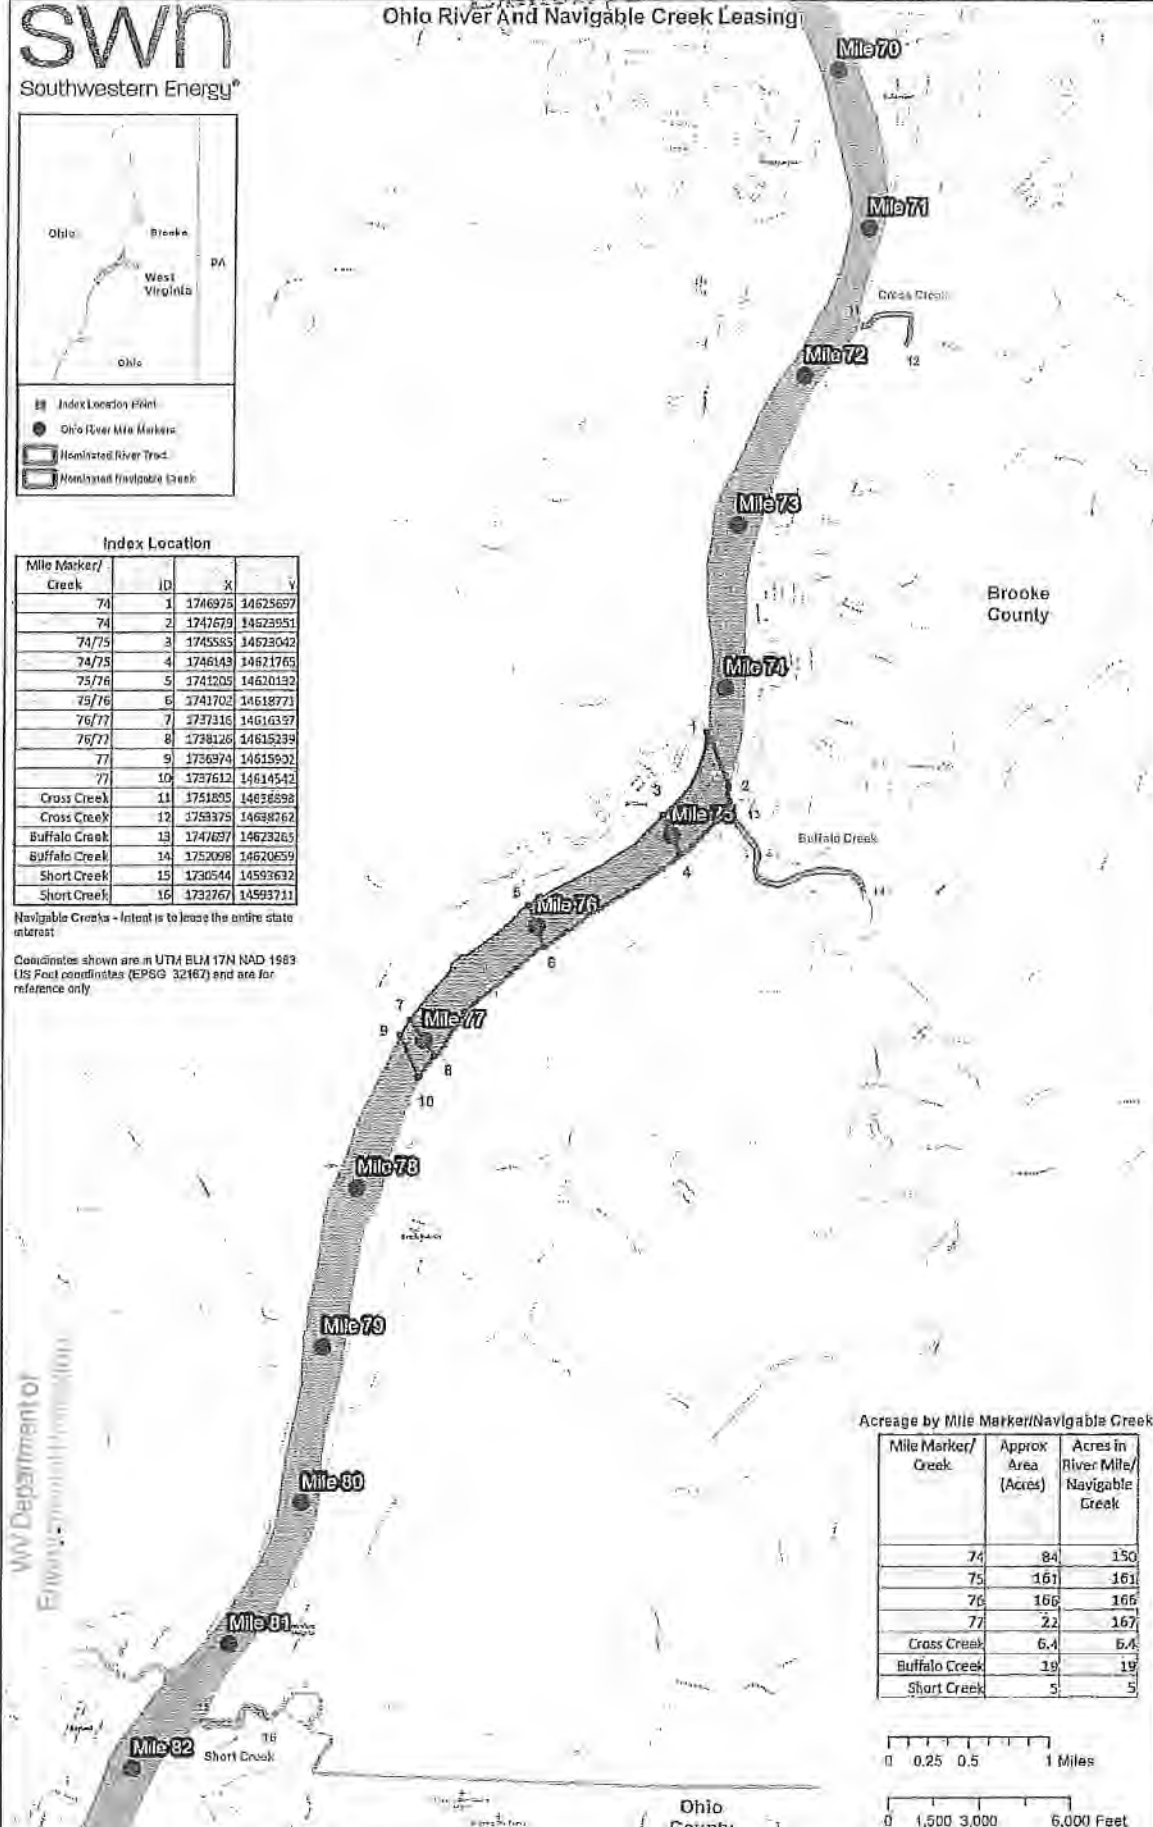 swn
Southwestern Energy®
Ohio River And Navigable Creek Leasing
Ohio
Brooke
PA
West
Virginia
Ohio
Index Location Point
Ohio River Mile Markers
Nominated River Tract
Nominated Navigable Creek
Index Location
Mile Marker/ Creek ID X Y
74 1 1746975 14625697
74 2 1747679 14623951
74/75 3 1745585 14623042
74/75 4 1746143 14621765
75/76 5 1741205 14620132
75/76 6 1741702 14618771
76/77 7 1737316 14616397
76/77 8 1738126 14615239
77 9 1736974 14615902
77 10 1737612 14614542
Cross Creek 11 1751895 14638898
Cross Creek 12 1753375 14638762
Buffalo Creek 13 1747697 14623265
Buffalo Creek 14 1752098 14620659
Short Creek 15 1730544 14593632
Short Creek 16 1732767 14593711
Navigable Creeks - Intent is to lease the entire state
interest
Coordinates shown are in UTM BLM 17N NAD 1983
US Feet coordinates (EPSG 32167) and are for
reference only
Mile 70
Mile 71
Cross Creek
11
12
Mile 72
Mile 73
Brooke
County
Mile 74
1
2
3
Mile 75
13
4
Buffalo Creek
14
5
Mile 76
6
7
Mile 77
9
8
10
Mile 78
Mile 79
Mile 80
Mile 81
15
16
Short Creek
Mile 82
Ohio
County
WV Department of
Environmental Protection
Acreage by Mile Marker/Navigable Creek
Mile Marker/ Creek Approx Area (Acres) Acres in River Mile/ Navigable Creek
74 84 150
75 161 161
76 166 166
77 22 167
Cross Creek 6.4 6.4
Buffalo Creek 19 19
Short Creek 5 5
0 0.25 0.5 1 Miles
0 1,500 3,000 6,000 Feet